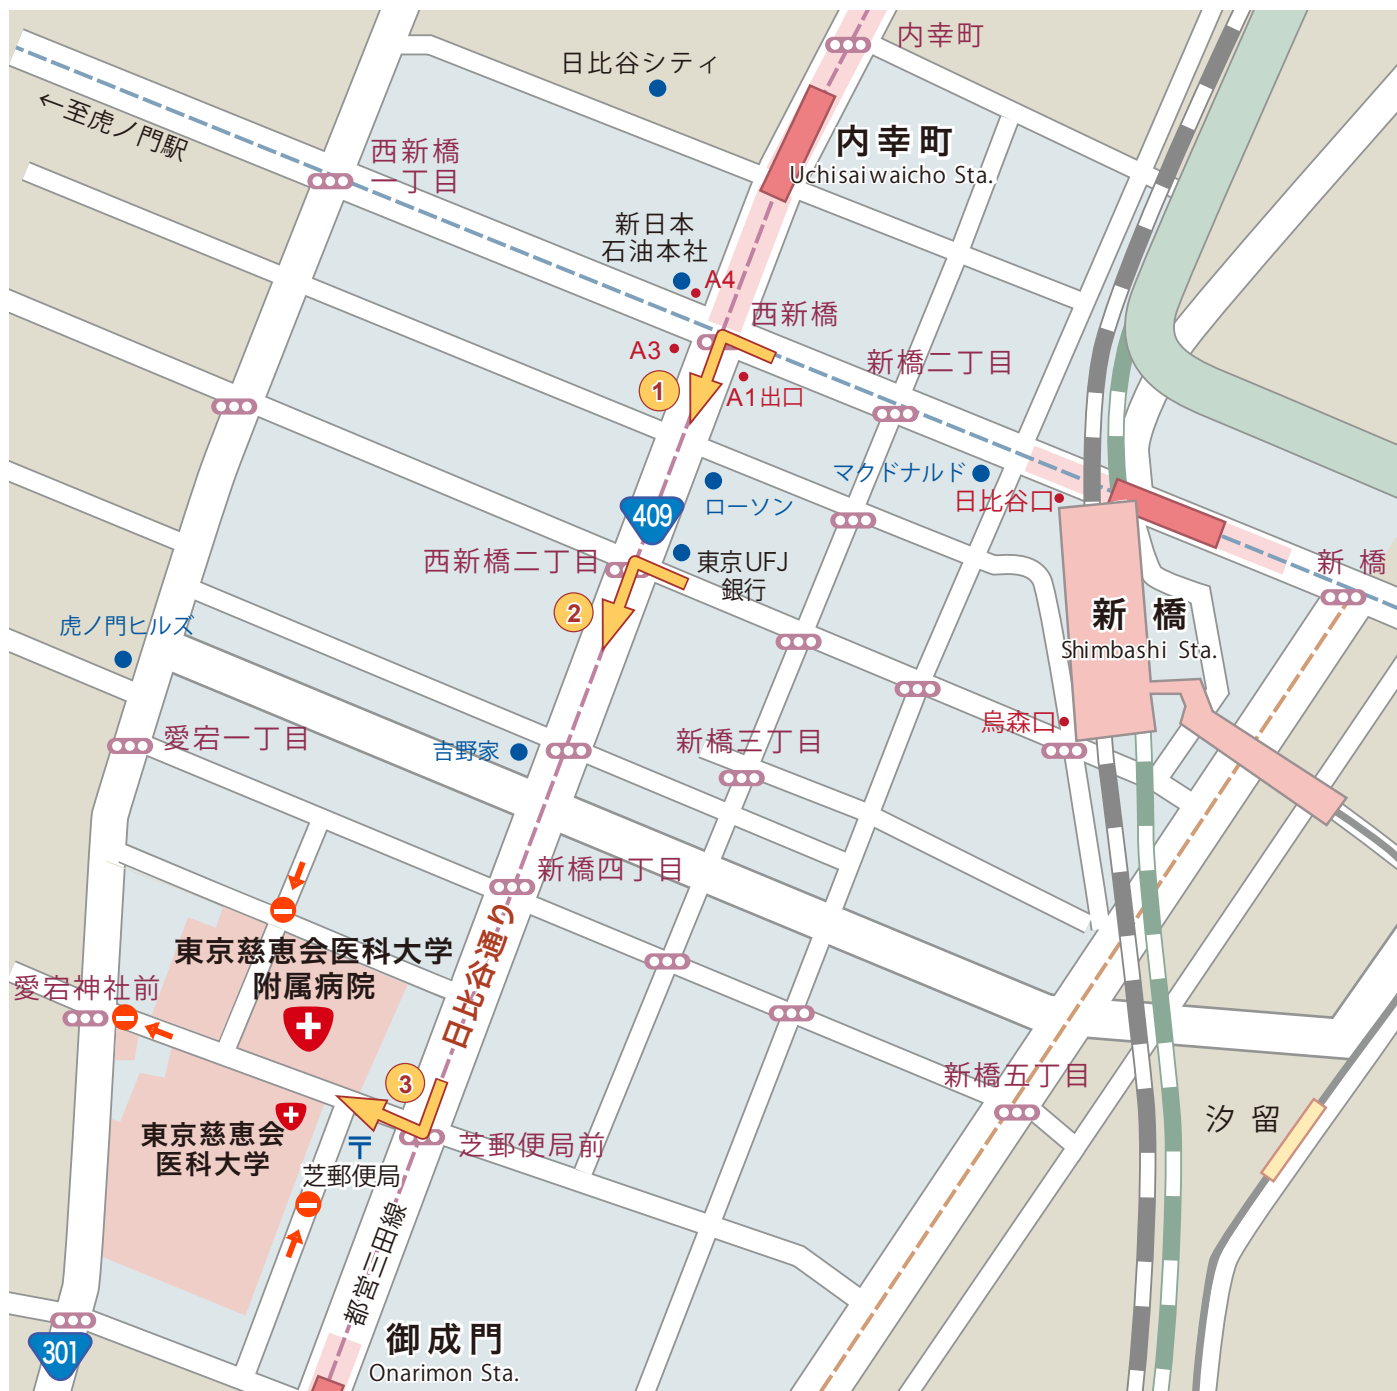 内幸町
日比谷シティ
←至虎ノ門駅
西新橋
一丁目
内幸町
Uchisaiwaicho Sta.
新日本
石油本社
A4
西新橋
A3
新橋二丁目
1
A1出口
マクドナルド
日比谷口
ローソン
409
西新橋二丁目
東京UFJ
銀行
新橋
2
新橋
Shimbashi Sta.
虎ノ門ヒルズ
烏森口
愛宕一丁目
吉野家
新橋三丁目
新橋四丁目
日比谷通り
東京慈恵会医科大学
附属病院
愛宕神社前
3
新橋五丁目
汐留
東京慈恵会
医科大学
芝郵便局前
〒
芝郵便局
都営三田線
御成門
Onarimon Sta.
301